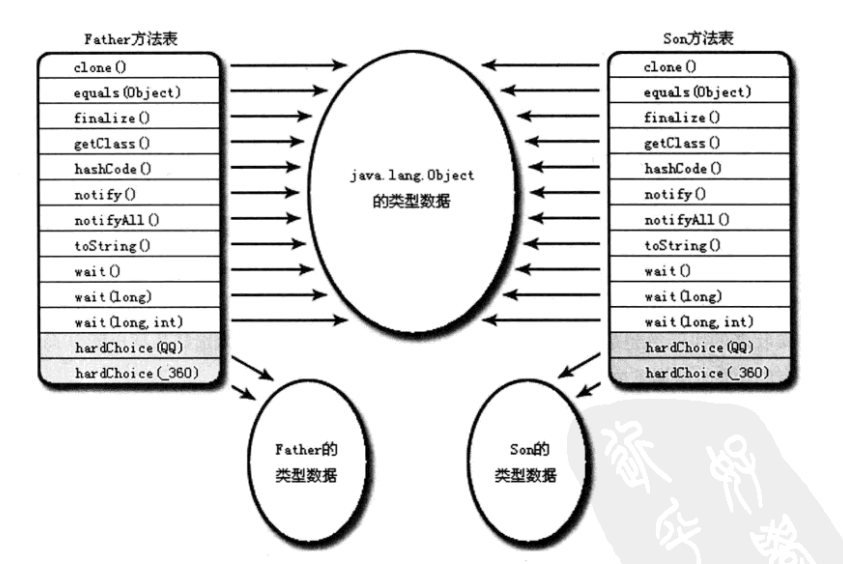 Father方法表
clone()
equals(Object)
finalize()
getClass()
hashCode()
notify()
notifyAll()
toString()
wait()
wait(long)
wait(long,int)
hardChoice(QQ)
hardChoice(_360)
java.lang.Object
的类型数据
Son方法表
clone()
equals(Object)
finalize()
getClass()
hashCode()
notify()
notifyAll()
toString()
wait()
wait(long)
wait(long,int)
hardChoice(QQ)
hardChoice(_360)
Father的
类型数据
Son的
类型数据